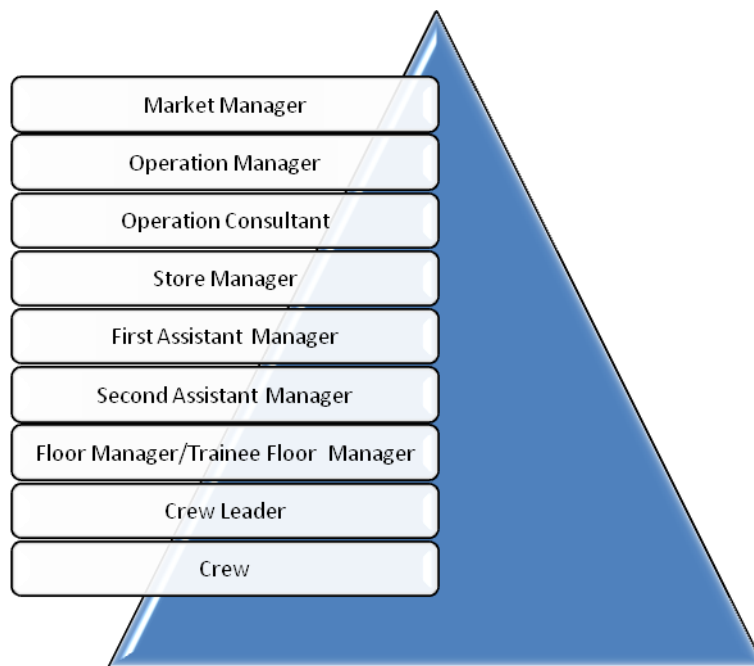 Market Manager
Operation Manager
Operation Consultant
Store Manager
First Assistant Manager
Second Assistant Manager
Floor Manager/Trainee Floor Manager
Crew Leader
Crew